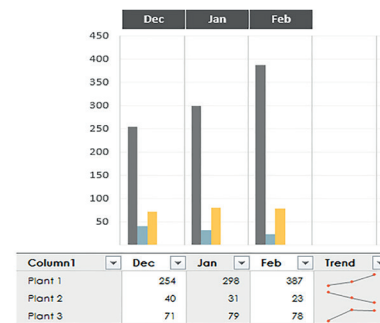 Dec Jan Feb
450
400
350
300
250
200
150
100
50
Column1 Dec Jan Feb Trend
Plant 1 254 298 387
Plant 2 40 31 23
Plant 3 71 79 78